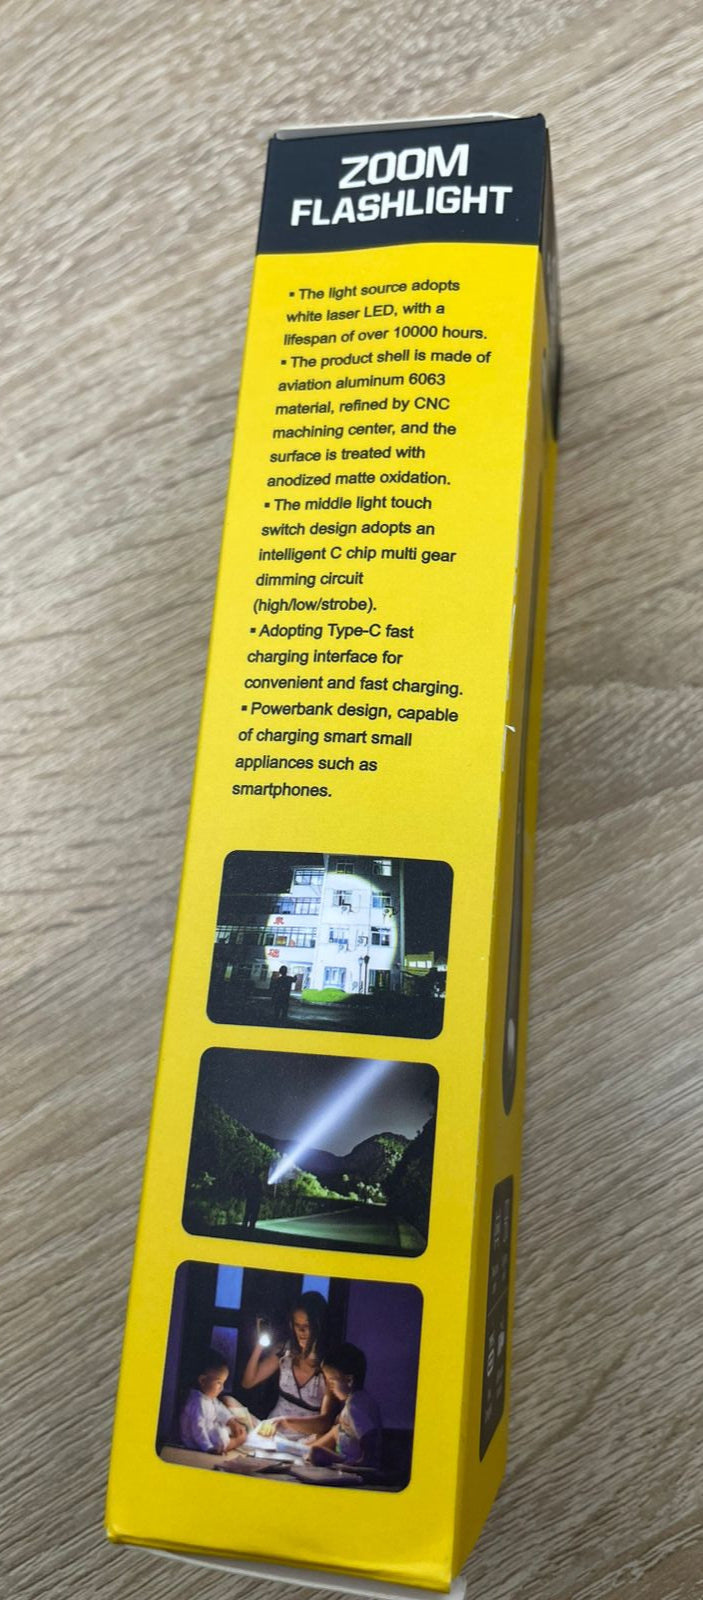 ZOOM
FLASHLIGHT
▪ The light source adopts
white laser LED, with a
lifespan of over 10000 hours.
▪ The product shell is made of
aviation aluminum 6063
material, refined by CNC
machining center, and the
surface is treated with
anodized matte oxidation.
▪ The middle light touch
switch design adopts an
intelligent C chip multi gear
dimming circuit
(high/low/strobe).
▪ Adopting Type-C fast
charging interface for
convenient and fast charging.
▪ Powerbank design, capable
of charging smart small
appliances such as
smartphones.